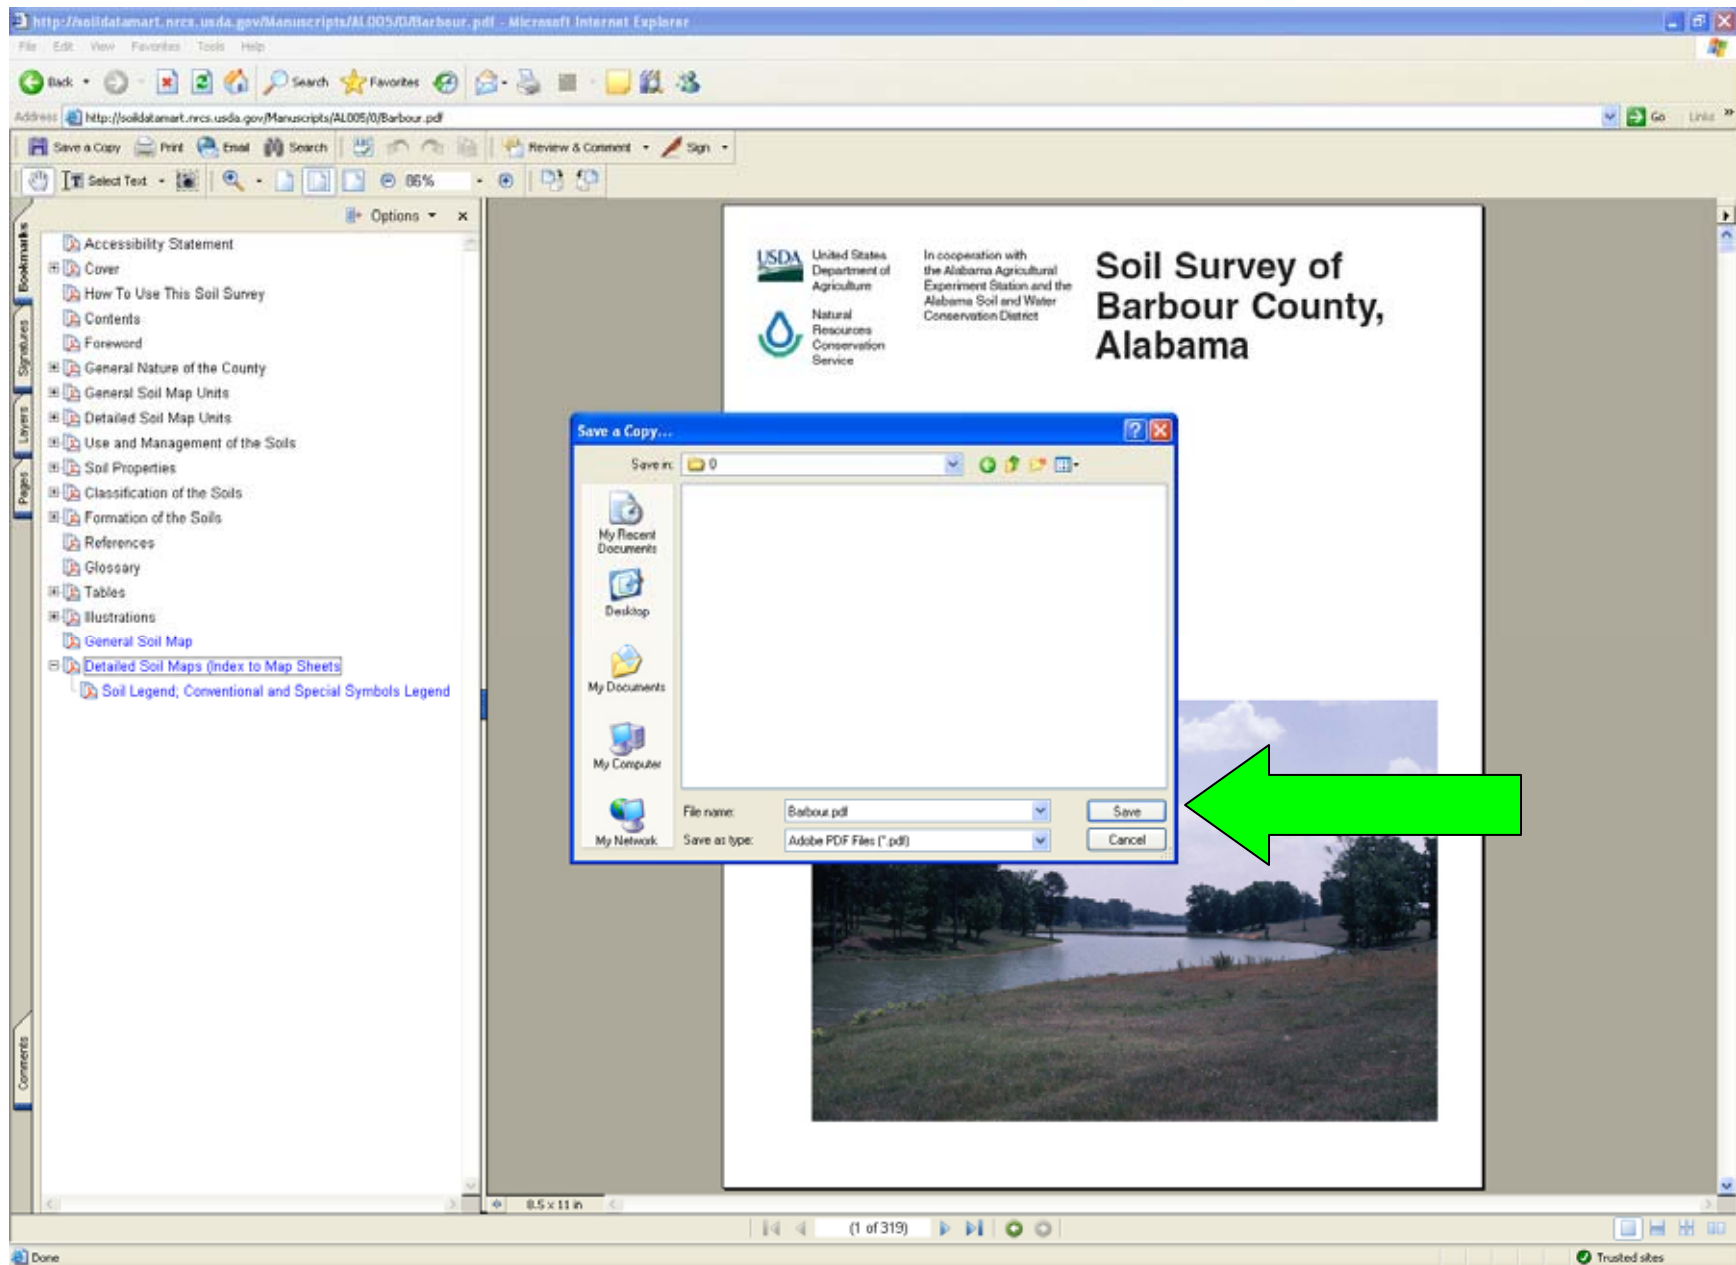 http://soildatamart.nrcs.usda.gov/Manuscripts/AL005/0/Barbour.pdf - Microsoft Internet Explorer
File Edit View Favorites Tools Help
Back Search Favorites
Address http://soildatamart.nrcs.usda.gov/Manuscripts/AL005/0/Barbour.pdf Go Links »
Save a Copy Print Email Search Review & Comment Sign
Select Text 86%
Options
Bookmarks
Signatures
Layers
Pages
Comments
Accessibility Statement
Cover
How To Use This Soil Survey
Contents
Foreword
General Nature of the County
General Soil Map Units
Detailed Soil Map Units
Use and Management of the Soils
Soil Properties
Classification of the Soils
Formation of the Soils
References
Glossary
Tables
Illustrations
General Soil Map
Detailed Soil Maps (Index to Map Sheets
Soil Legend; Conventional and Special Symbols Legend
USDA
United States
Department of
Agriculture
Natural
Resources
Conservation
Service
In cooperation with
the Alabama Agricultural
Experiment Station and the
Alabama Soil and Water
Conservation District
Soil Survey of
Barbour County,
Alabama
Save a Copy...
Save in: 0
My Recent
Documents
Desktop
My Documents
My Computer
My Network
File name: Barbour.pdf Save
Save as type: Adobe PDF Files (*.pdf) Cancel
8.5 x 11 in
(1 of 319)
Done
Trusted sites